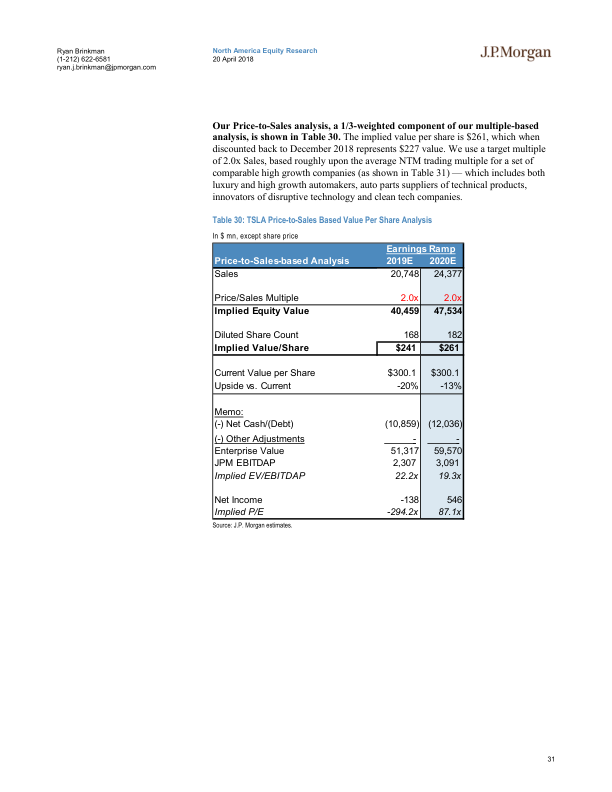 Ryan Brinkman
(1-212) 622-6581
ryan.j.brinkman@jpmorgan.com
North America Equity Research
20 April 2018
J.P.Morgan
Our Price-to-Sales analysis, a 1/3-weighted component of our multiple-based
analysis, is shown in Table 30. The implied value per share is $261, which when
discounted back to December 2018 represents $227 value. We use a target multiple
of 2.0x Sales, based roughly upon the average NTM trading multiple for a set of
comparable high growth companies (as shown in Table 31) — which includes both
luxury and high growth automakers, auto parts suppliers of technical products,
innovators of disruptive technology and clean tech companies.
Table 30: TSLA Price-to-Sales Based Value Per Share Analysis
In $ mn, except share price
Earnings Ramp
Price-to-Sales-based Analysis 2019E 2020E
Sales 20,748 24,377
Price/Sales Multiple 2.0x 2.0x
Implied Equity Value 40,459 47,534
Diluted Share Count 168 182
Implied Value/Share $241 $261
Current Value per Share $300.1 $300.1
Upside vs. Current -20% -13%
Memo:
(-) Net Cash/(Debt) (10,859) (12,036)
(-) Other Adjustments - -
Enterprise Value 51,317 59,570
JPM EBITDAP 2,307 3,091
Implied EV/EBITDAP 22.2x 19.3x
Net Income -138 546
Implied P/E -294.2x 87.1x
Source: J.P. Morgan estimates.
31